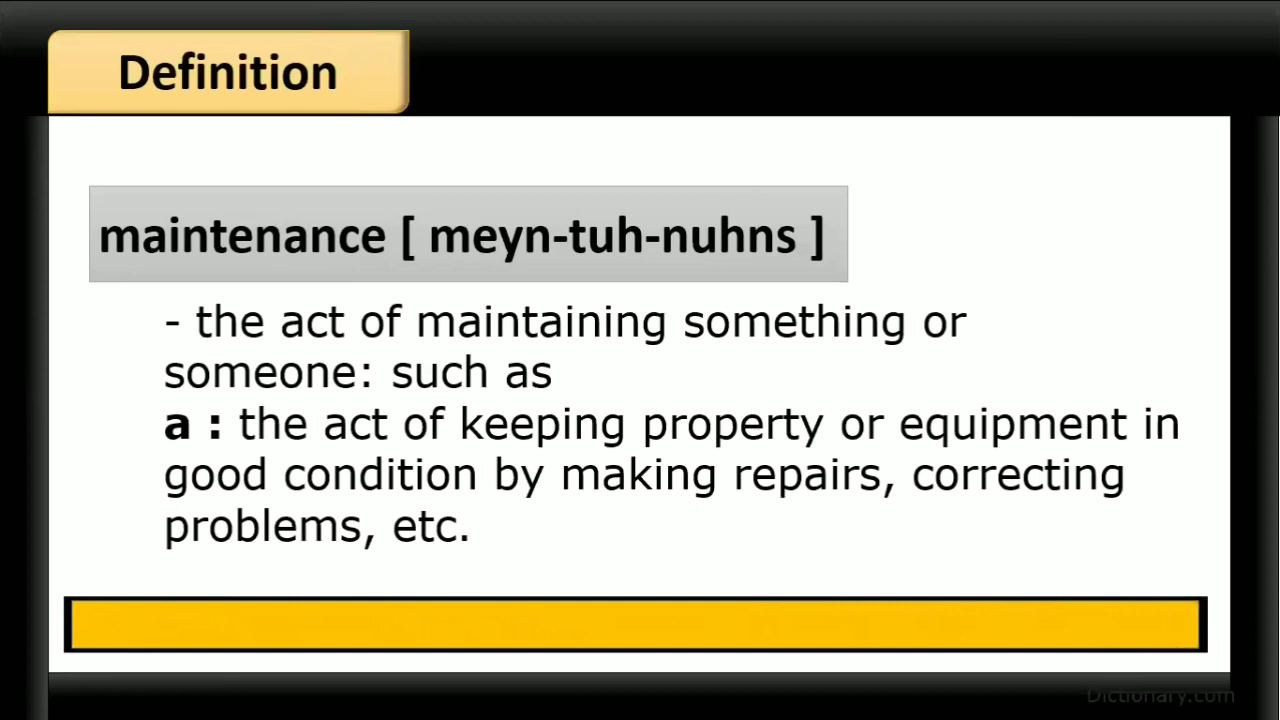 Definition
maintenance [ meyn-tuh-nuhns ]
- the act of maintaining something or
someone: such as
a : the act of keeping property or equipment in
good condition by making repairs, correcting
problems, etc.
Dictionary.com